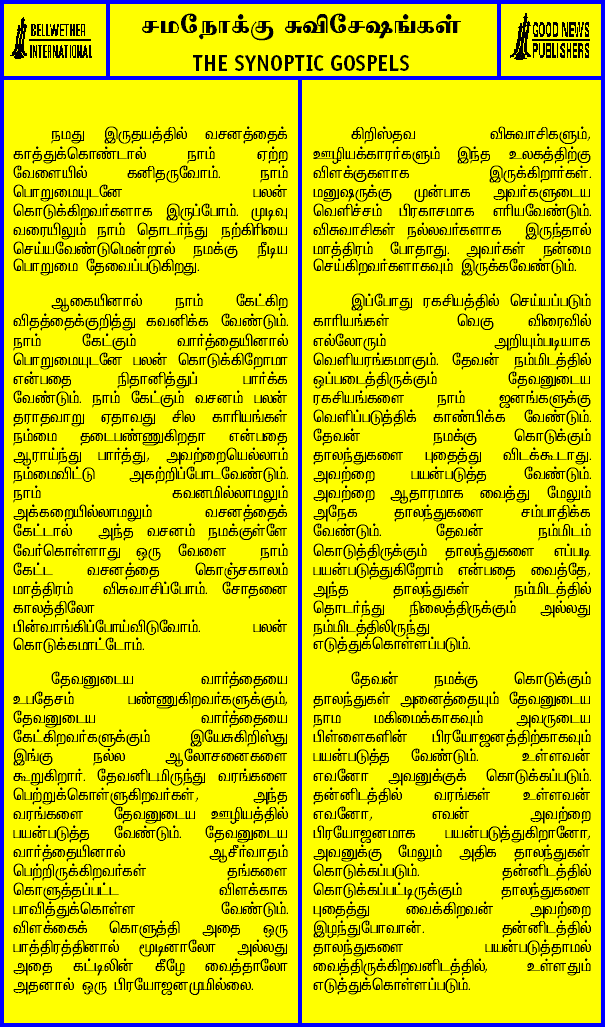 BELLWETHER
INTERNATIONAL
சமநோக்கு சுவிசேஷங்கள்
THE SYNOPTIC GOSPELS
GOOD NEWS
PUBLISHERS
நமது இருதயத்தில் வசனத்தைக்
காத்துக்கொண்டால் நாம் ஏற்ற
வேளையில் கனிதருவோம். நாம்
பொறுமையுடனே பலன்
கொடுக்கிறவர்களாக இருப்போம். முடிவு
வரையிலும் நாம் தொடர்ந்து நற்கிரியை
செய்யவேண்டுமென்றால் நமக்கு நீடிய
பொறுமை தேவைப்படுகிறது.
ஆகையினால் நாம் கேட்கிற
விதத்தைக்குறித்து கவனிக்க வேண்டும்.
நாம் கேட்கும் வார்த்தையினால்
பொறுமையுடனே பலன் கொடுக்கிறோமா
என்பதை நிதானித்துப் பார்க்க
வேண்டும். நாம் கேட்கும் வசனம் பலன்
தராதவாறு ஏதாவது சில காரியங்கள்
நம்மை தடைபண்ணுகிறதா என்பதை
ஆராய்ந்து பார்த்து, அவற்றையெல்லாம்
நம்மைவிட்டு அகற்றிப்போடவேண்டும்.
நாம் கவனமில்லாமலும்
அக்கறையில்லாமலும் வசனத்தைக்
கேட்டால் அந்த வசனம் நமக்குள்ளே
வேர்கொள்ளாது ஒரு வேளை நாம்
கேட்ட வசனத்தை கொஞ்சகாலம்
மாத்திரம் விசுவாசிப்போம். சோதனை
காலத்திலோ
பின்வாங்கிப்போய்விடுவோம். பலன்
கொடுக்கமாட்டோம்.
தேவனுடைய வார்த்தையை
உபதேசம் பண்ணுகிறவர்களுக்கும்,
தேவனுடைய வார்த்தையை
கேட்கிறவர்களுக்கும் இயேசுகிறிஸ்து
இங்கு நல்ல ஆலோசனைகளை
கூறுகிறார். தேவனிடமிருந்து வரங்களை
பெற்றுக்கொள்ளுகிறவர்கள், அந்த
வரங்களை தேவனுடைய ஊழியத்தில்
பயன்படுத்த வேண்டும். தேவனுடைய
வார்த்தையினால் ஆசீர்வாதம்
பெற்றிருக்கிறவர்கள் தங்களை
கொளுத்தப்பட்ட விளக்காக
பாவித்துக்கொள்ள வேண்டும்.
விளக்கைக் கொளுத்தி அதை ஒரு
பாத்திரத்தினால் மூடினாலோ அல்லது
அதை கட்டிலின் கீழே வைத்தாலோ
அதனால் ஒரு பிரயோஜனமுமில்லை.
கிறிஸ்தவ விசுவாசிகளும்,
ஊழியக்காரர்களும் இந்த உலகத்திற்கு
விளக்குகளாக இருக்கிறார்கள்.
மனுஷருக்கு முன்பாக அவர்களுடைய
வெளிச்சம் பிரகாசமாக எரியவேண்டும்.
விசுவாசிகள் நல்லவர்களாக இருந்தால்
மாத்திரம் போதாது. அவர்கள் நன்மை
செய்கிறவர்களாகவும் இருக்கவேண்டும்.
இப்போது ரகசியத்தில் செய்யப்படும்
காரியங்கள் வெகு விரைவில்
எல்லோரும் அறியும்படியாக
வெளியரங்கமாகும். தேவன் நம்மிடத்தில்
ஒப்படைத்திருக்கும் தேவனுடைய
ரகசியங்களை நாம் ஜனங்களுக்கு
வெளிப்படுத்திக் காண்பிக்க வேண்டும்.
தேவன் நமக்கு கொடுக்கும்
தாலந்துகளை புதைத்து விடக்கூடாது.
அவற்றை பயன்படுத்த வேண்டும்.
அவற்றை ஆதாரமாக வைத்து மேலும்
அநேக தாலந்துகளை சம்பாதிக்க
வேண்டும். தேவன் நம்மிடம்
கொடுத்திருக்கும் தாலந்துகளை எப்படி
பயன்படுத்துகிறோம் என்பதை வைத்தே,
அந்த தாலந்துகள் நம்மிடத்தில்
தொடர்ந்து நிலைத்திருக்கும் அல்லது
நம்மிடத்திலிருந்து
எடுத்துக்கொள்ளப்படும்.
தேவன் நமக்கு கொடுக்கும்
தாலந்துகள் அனைத்தையும் தேவனுடைய
நாம மகிமைக்காகவும் அவருடைய
பிள்ளைகளின் பிரயோஜனத்திற்காகவும்
பயன்படுத்த வேண்டும். உள்ளவன்
எவனோ அவனுக்குக் கொடுக்கப்படும்.
தன்னிடத்தில் வரங்கள் உள்ளவன்
எவனோ, எவன் அவற்றை
பிரயோஜனமாக பயன்படுத்துகிறானோ,
அவனுக்கு மேலும் அதிக தாலந்துகள்
கொடுக்கப்படும். தன்னிடத்தில்
கொடுக்கப்பட்டிருக்கும் தாலந்துகளை
புதைத்து வைக்கிறவன் அவற்றை
இழந்துபோவான். தன்னிடத்தில்
தாலந்துகளை பயன்படுத்தாமல்
வைத்திருக்கிறவனிடத்தில், உள்ளதும்
எடுத்துக்கொள்ளப்படும்.